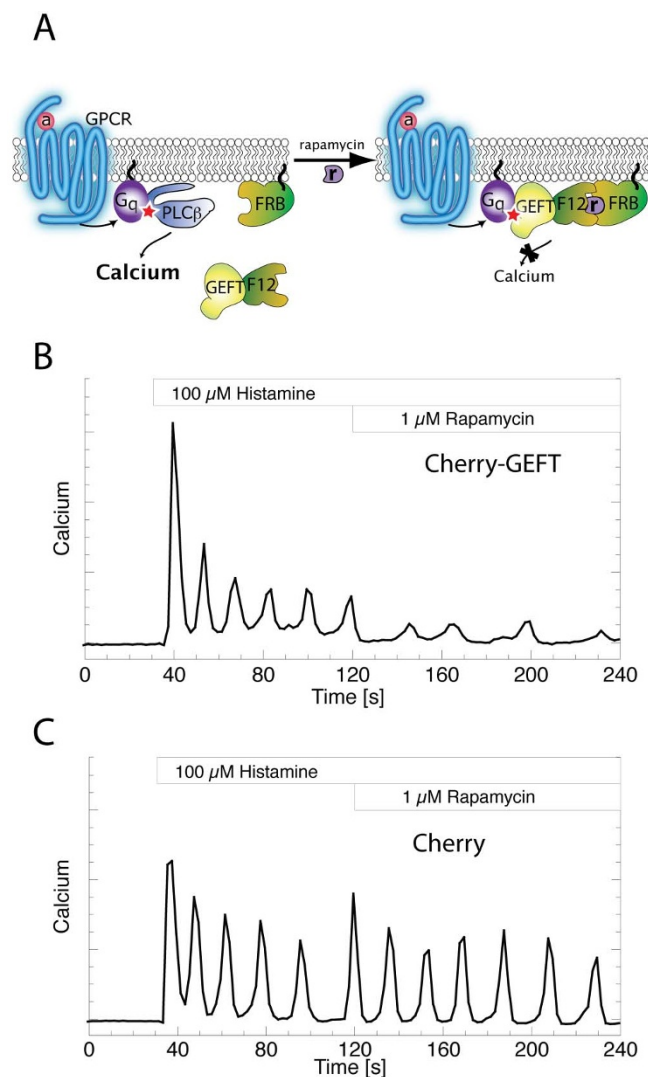 A
a
GPCR
Gq
PLCβ
FRB
Calcium
GEFT F12
rapamycin
r
a
Gq
GEFT F12 r FRB
Calcium
B
100 µM Histamine
1 µM Rapamycin
Cherry-GEFT
Calcium
0 40 80 120 160 200 240
Time [s]
C
100 µM Histamine
1 µM Rapamycin
Cherry
Calcium
0 40 80 120 160 200 240
Time [s]